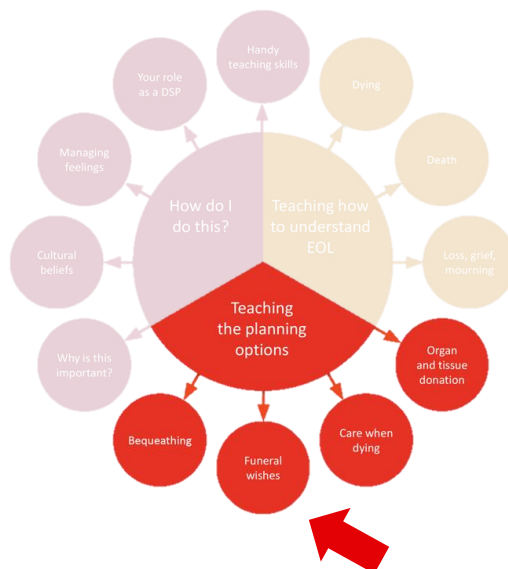 Handy
teaching skills
Your role
as a DSP
Dying
Managing
feelings
Death
How do I
do this?
Teaching how
to understand
EOL
Cultural
beliefs
Loss, grief,
mourning
Teaching
the planning
options
Why is this
important?
Organ
and tissue
donation
Bequeathing
Funeral
wishes
Care when
dying